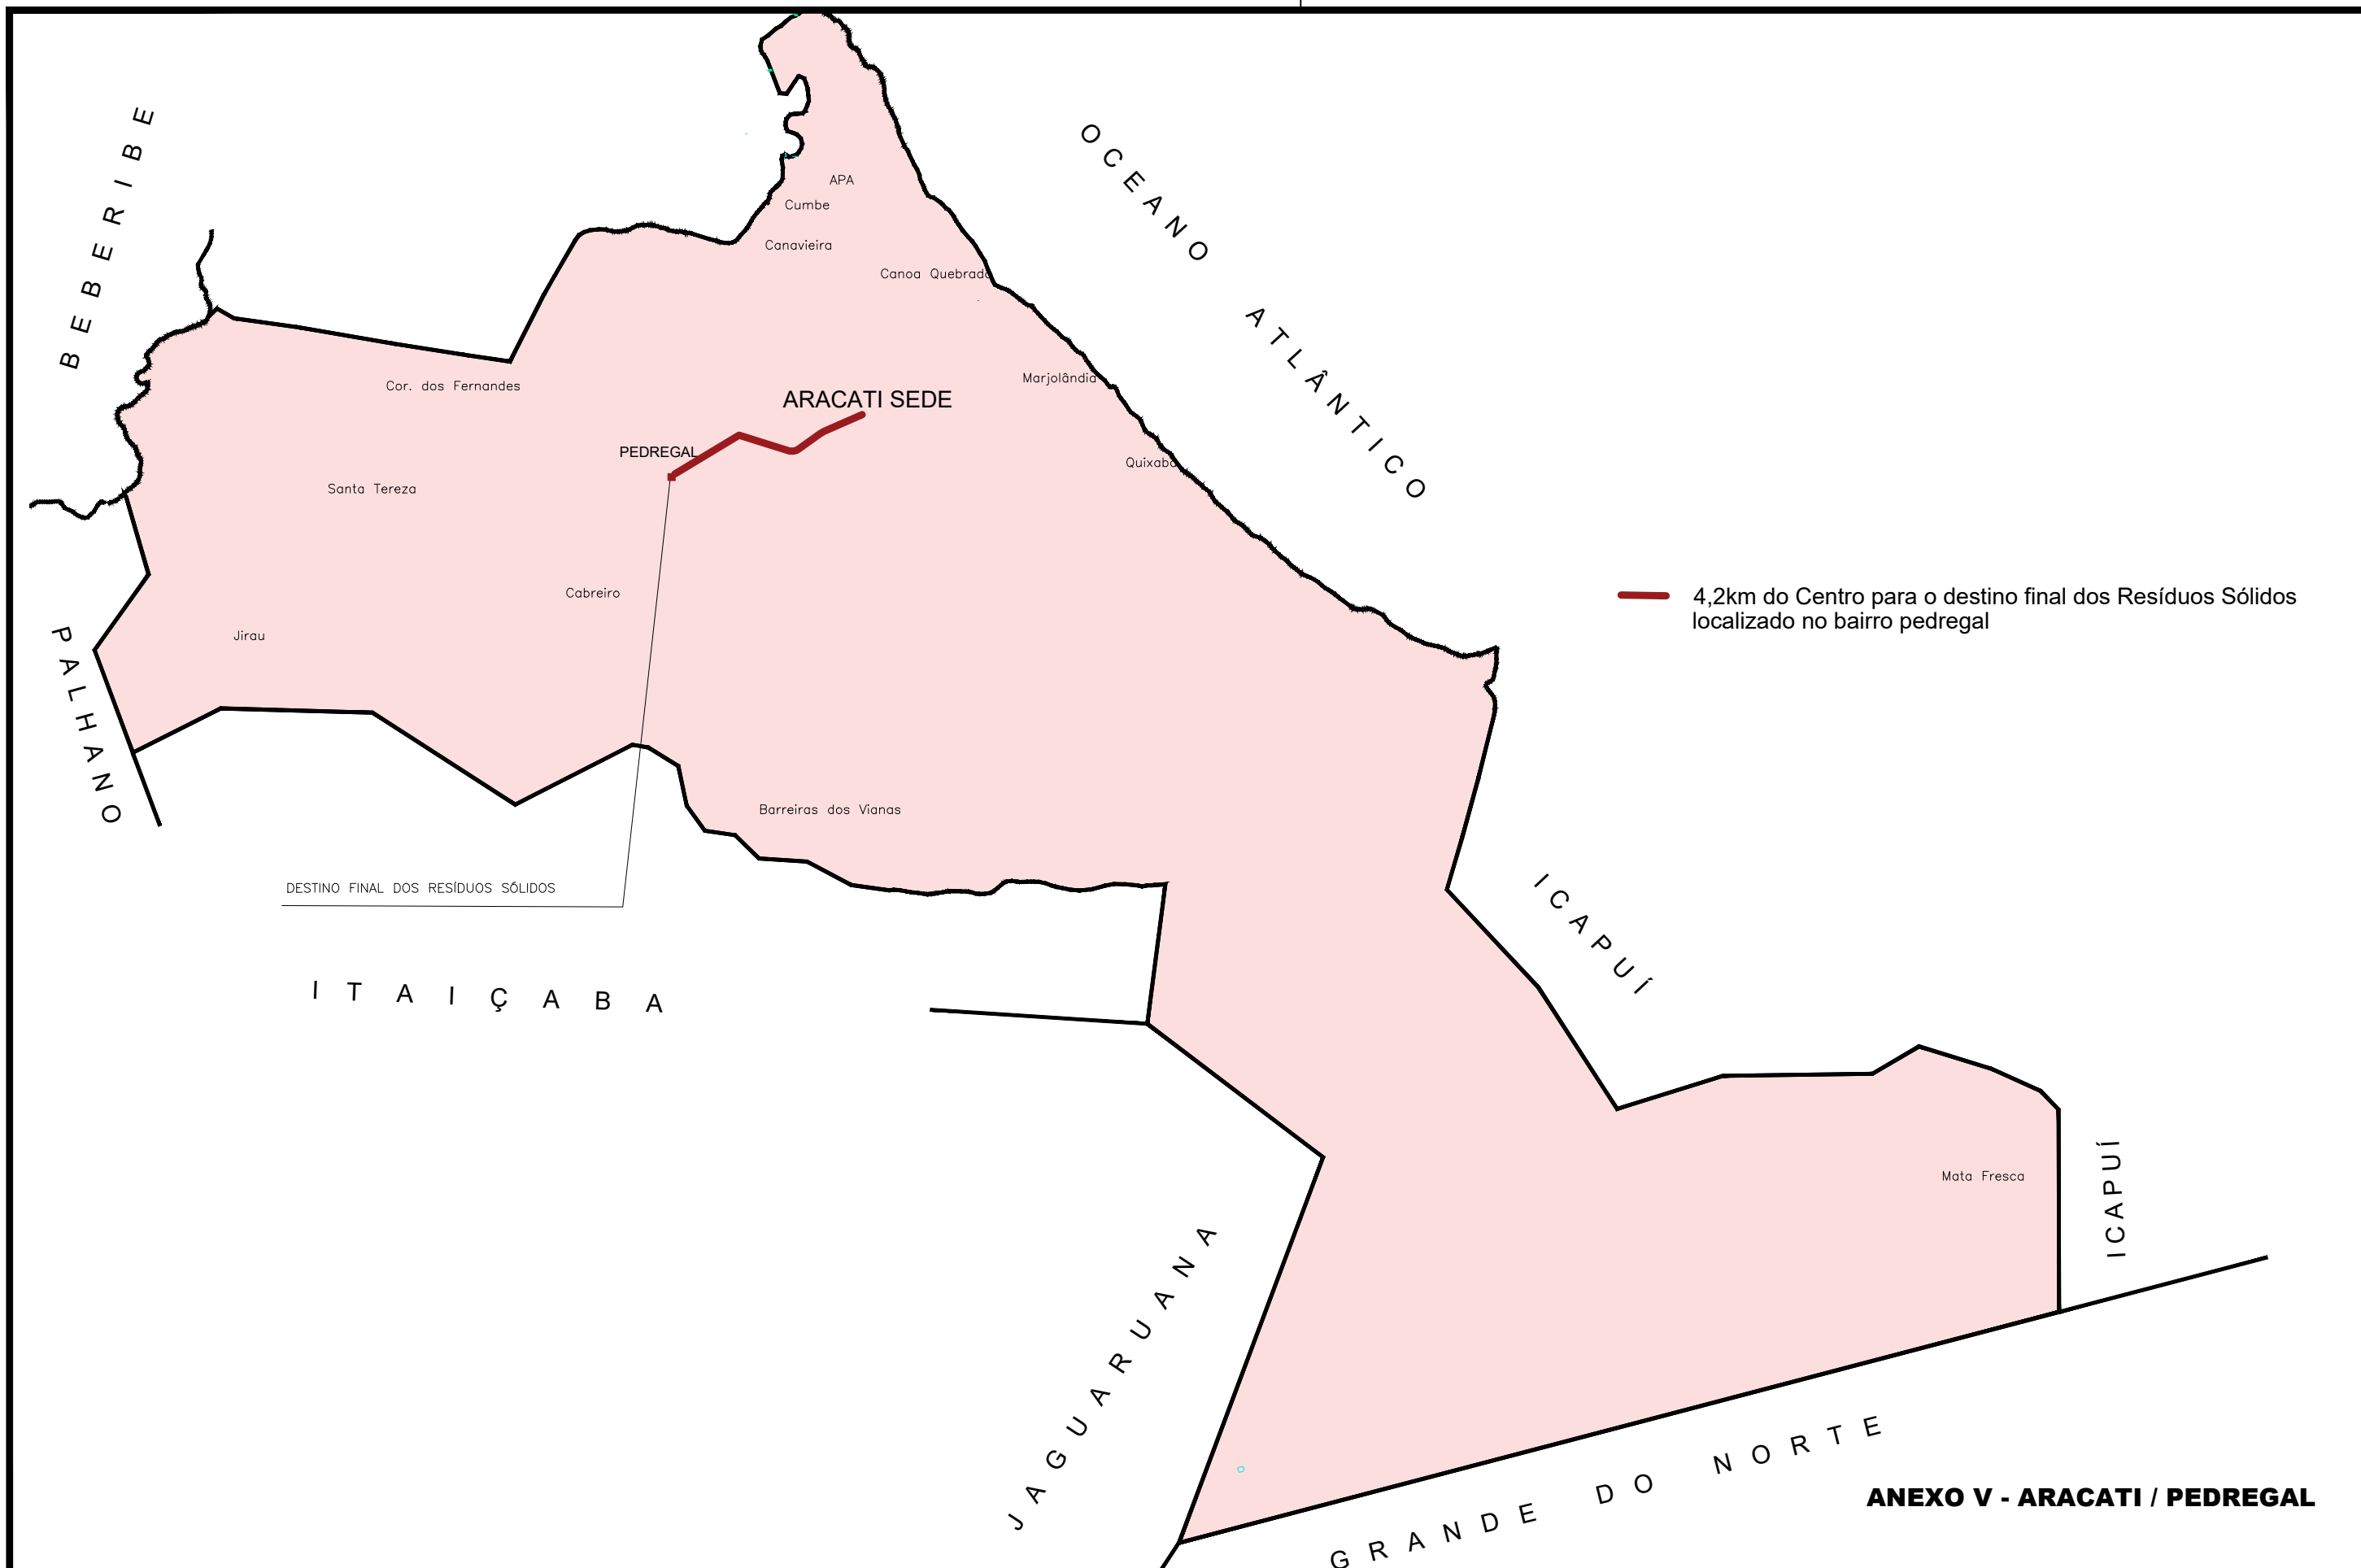 BEBERIBE
OCEANO ATLÂNTICO
APA
Cumbe
Canavieira
Canoa Quebrada
Marjolândia
Cor. dos Fernandes
ARACATI SEDE
PEDREGAL
Quixaba
Santa Tereza
Cabreiro
4,2km do Centro para o destino final dos Resíduos Sólidos
localizado no bairro pedregal
Jirau
PALHANO
Barreiras dos Vianas
DESTINO FINAL DOS RESÍDUOS SÓLIDOS
ITAIÇABA
ICAPUÍ
Mata Fresca
ICAPUÍ
JAGUARUANA
GRANDE DO NORTE
ANEXO V - ARACATI / PEDREGAL